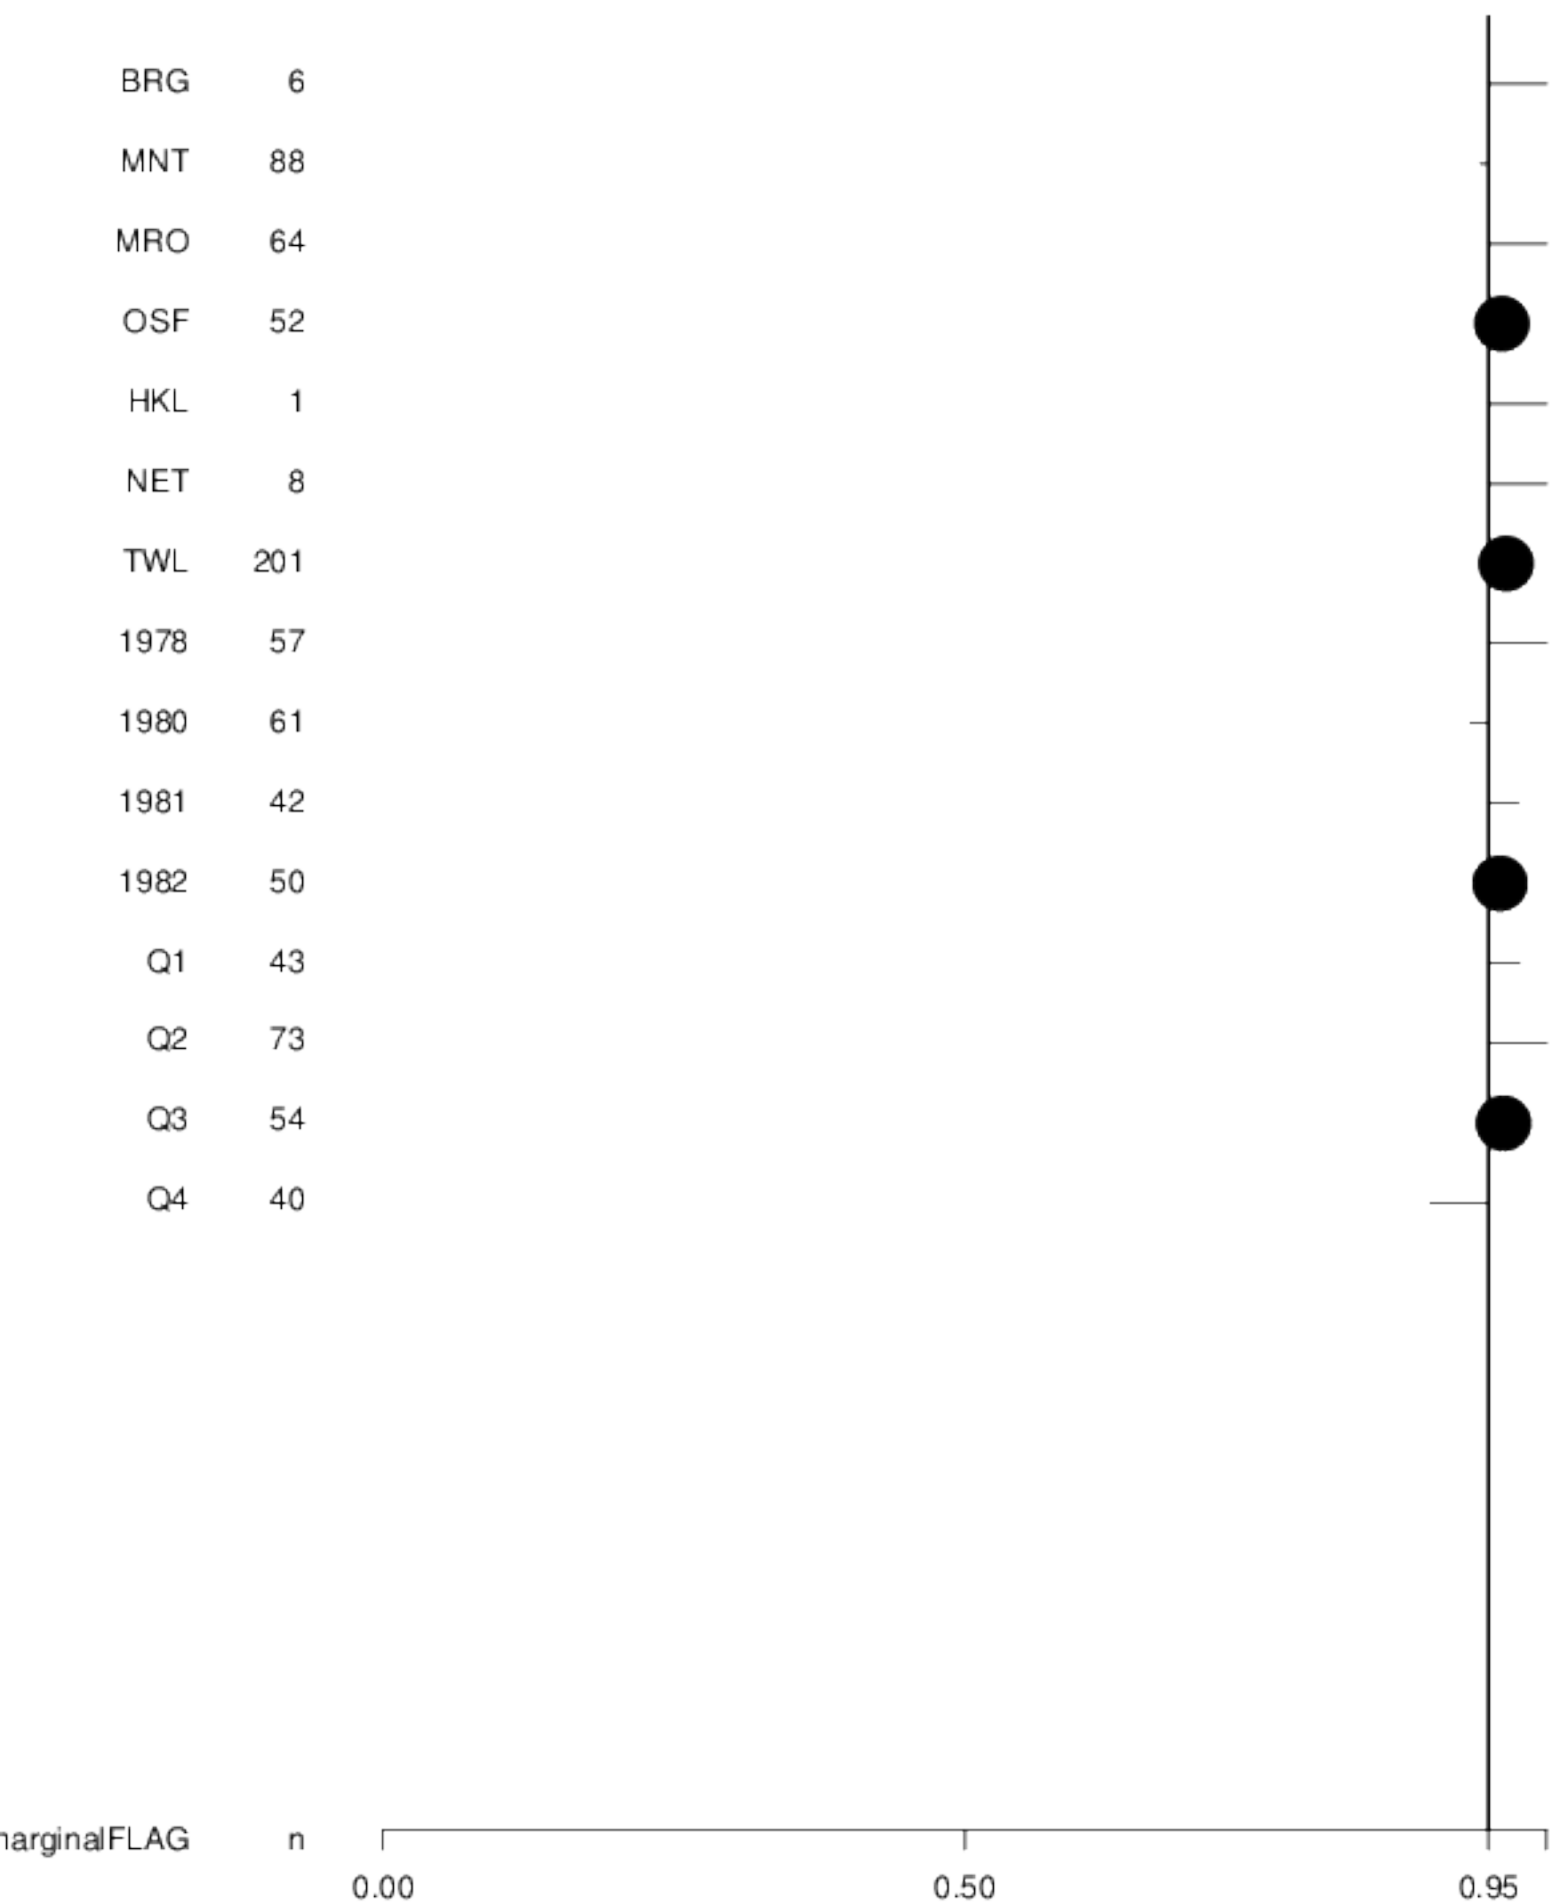 BRG 6
MNT 88
MRO 64
OSF 52
HKL 1
NET 8
TWL 201
1978 57
1980 61
1981 42
1982 50
Q1 43
Q2 73
Q3 54
Q4 40
FLAG n
0.00 0.50 0.95